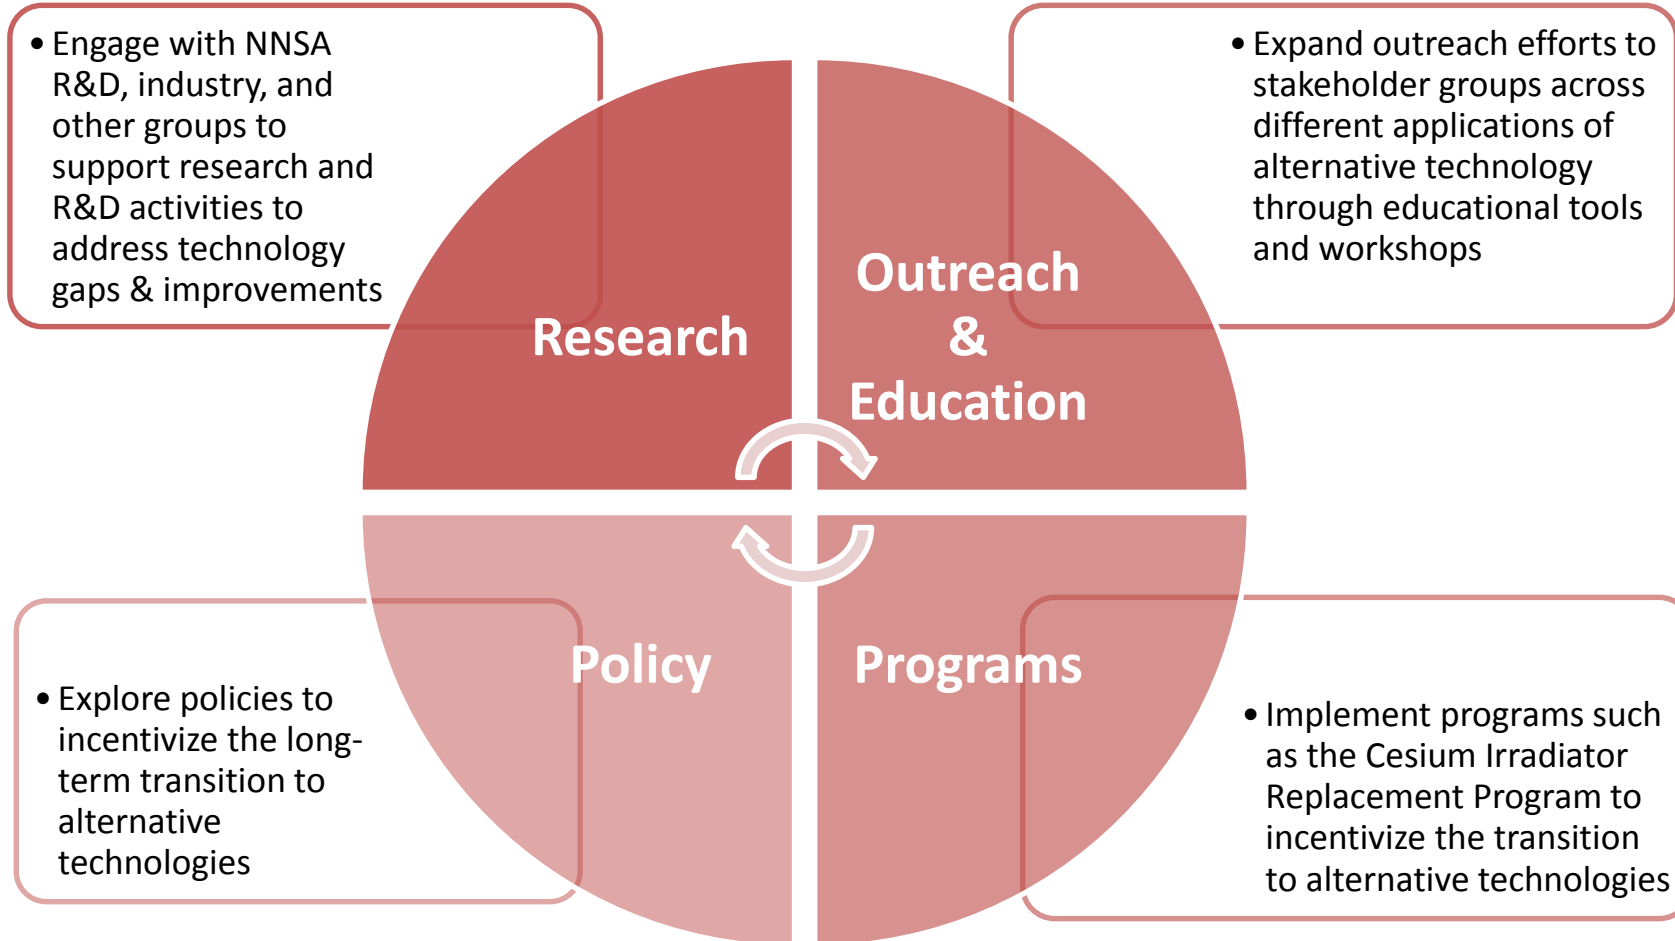 • Engage with NNSA
R&D, industry, and
other groups to
support research and
R&D activities to
address technology
gaps & improvements
Research
• Expand outreach efforts to
stakeholder groups across
different applications of
alternative technology
through educational tools
and workshops
Outreach
&
Education
• Explore policies to
incentivize the long-
term transition to
alternative
technologies
Policy
Programs
• Implement programs such
as the Cesium Irradiator
Replacement Program to
incentivize the transition
to alternative technologies